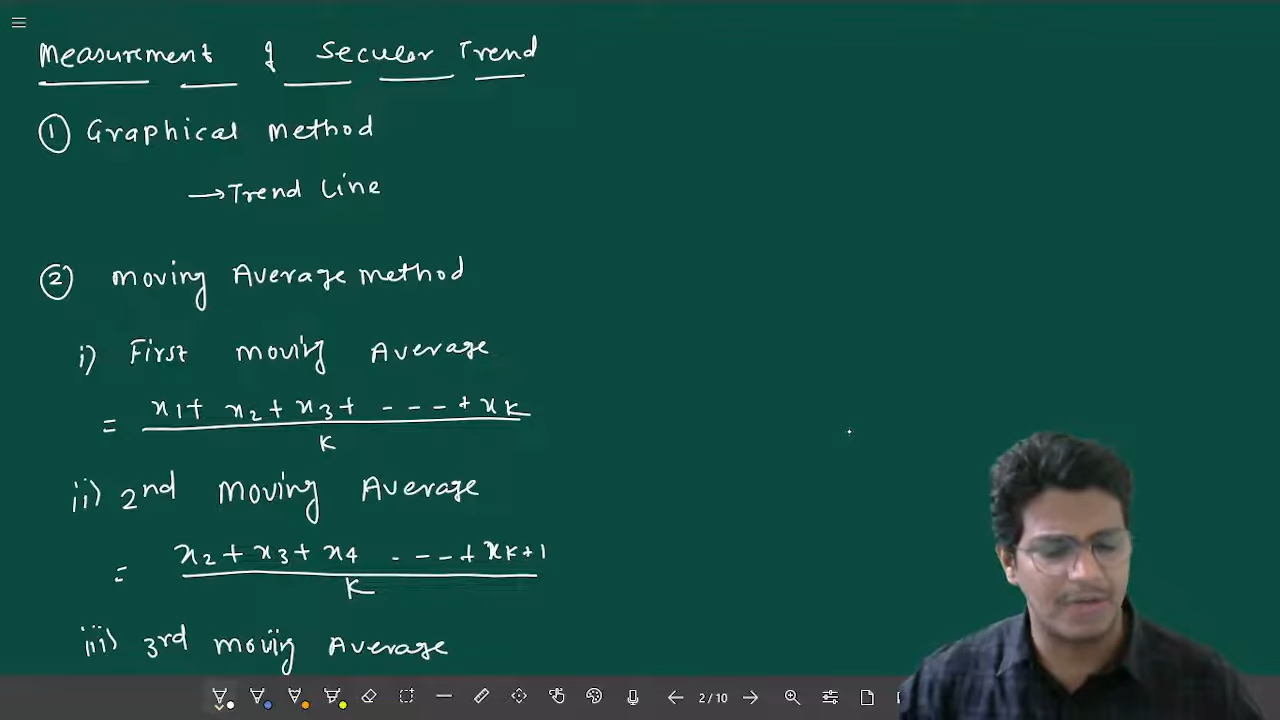 Measurement of Secular Trend
① Graphical Method
→ Trend Line
② Moving Average Method
i) First Moving Average
= x1 + x2 + x3 + - - - + xK
K
ii) 2nd Moving Average
= x2 + x3 + x4 - - - + xK+1
K
iii) 3rd Moving Average
2/10